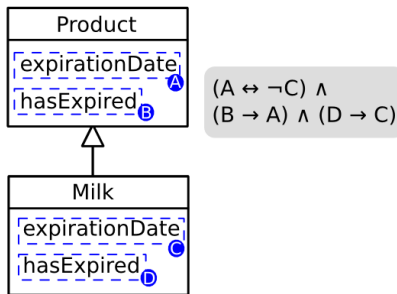 Product
expirationDate
A
hasExpired
B
(A ↔ ¬C) ∧
(B → A) ∧ (D → C)
Milk
expirationDate
C
hasExpired
D